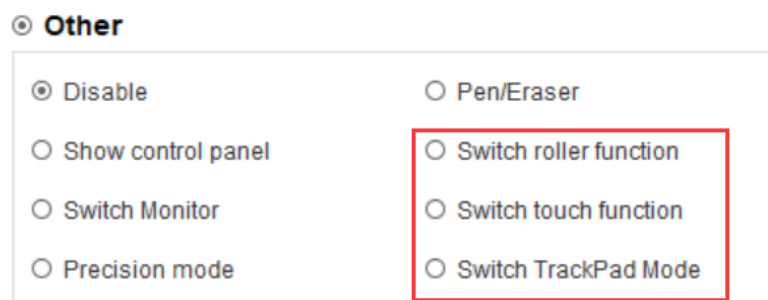 Other
Disable
Pen/Eraser
Show control panel
Switch roller function
Switch Monitor
Switch touch function
Precision mode
Switch TrackPad Mode